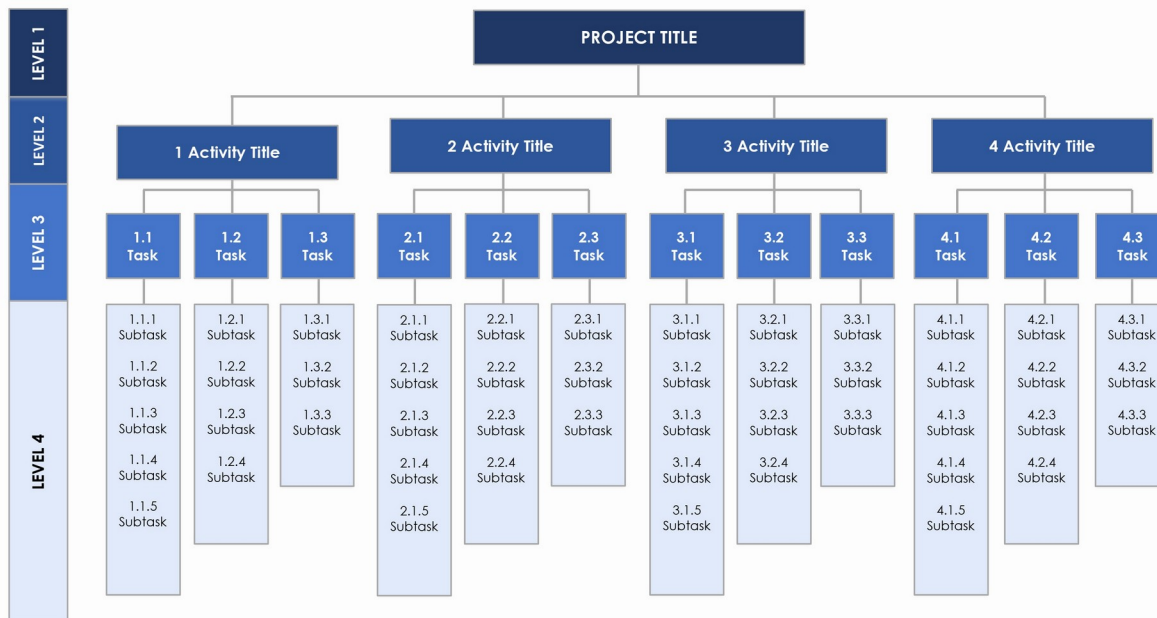 LEVEL 1
PROJECT TITLE
LEVEL 2
1 Activity Title
2 Activity Title
3 Activity Title
4 Activity Title
LEVEL 3
1.1
Task
1.2
Task
1.3
Task
2.1
Task
2.2
Task
2.3
Task
3.1
Task
3.2
Task
3.3
Task
4.1
Task
4.2
Task
4.3
Task
LEVEL 4
1.1.1
Subtask
1.1.2
Subtask
1.1.3
Subtask
1.1.4
Subtask
1.1.5
Subtask
1.2.1
Subtask
1.2.2
Subtask
1.2.3
Subtask
1.2.4
Subtask
1.3.1
Subtask
1.3.2
Subtask
1.3.3
Subtask
2.1.1
Subtask
2.1.2
Subtask
2.1.3
Subtask
2.1.4
Subtask
2.1.5
Subtask
2.2.1
Subtask
2.2.2
Subtask
2.2.3
Subtask
2.2.4
Subtask
2.3.1
Subtask
2.3.2
Subtask
2.3.3
Subtask
3.1.1
Subtask
3.1.2
Subtask
3.1.3
Subtask
3.1.4
Subtask
3.1.5
Subtask
3.2.1
Subtask
3.2.2
Subtask
3.2.3
Subtask
3.2.4
Subtask
3.3.1
Subtask
3.3.2
Subtask
3.3.3
Subtask
4.1.1
Subtask
4.1.2
Subtask
4.1.3
Subtask
4.1.4
Subtask
4.1.5
Subtask
4.2.1
Subtask
4.2.2
Subtask
4.2.3
Subtask
4.2.4
Subtask
4.3.1
Subtask
4.3.2
Subtask
4.3.3
Subtask